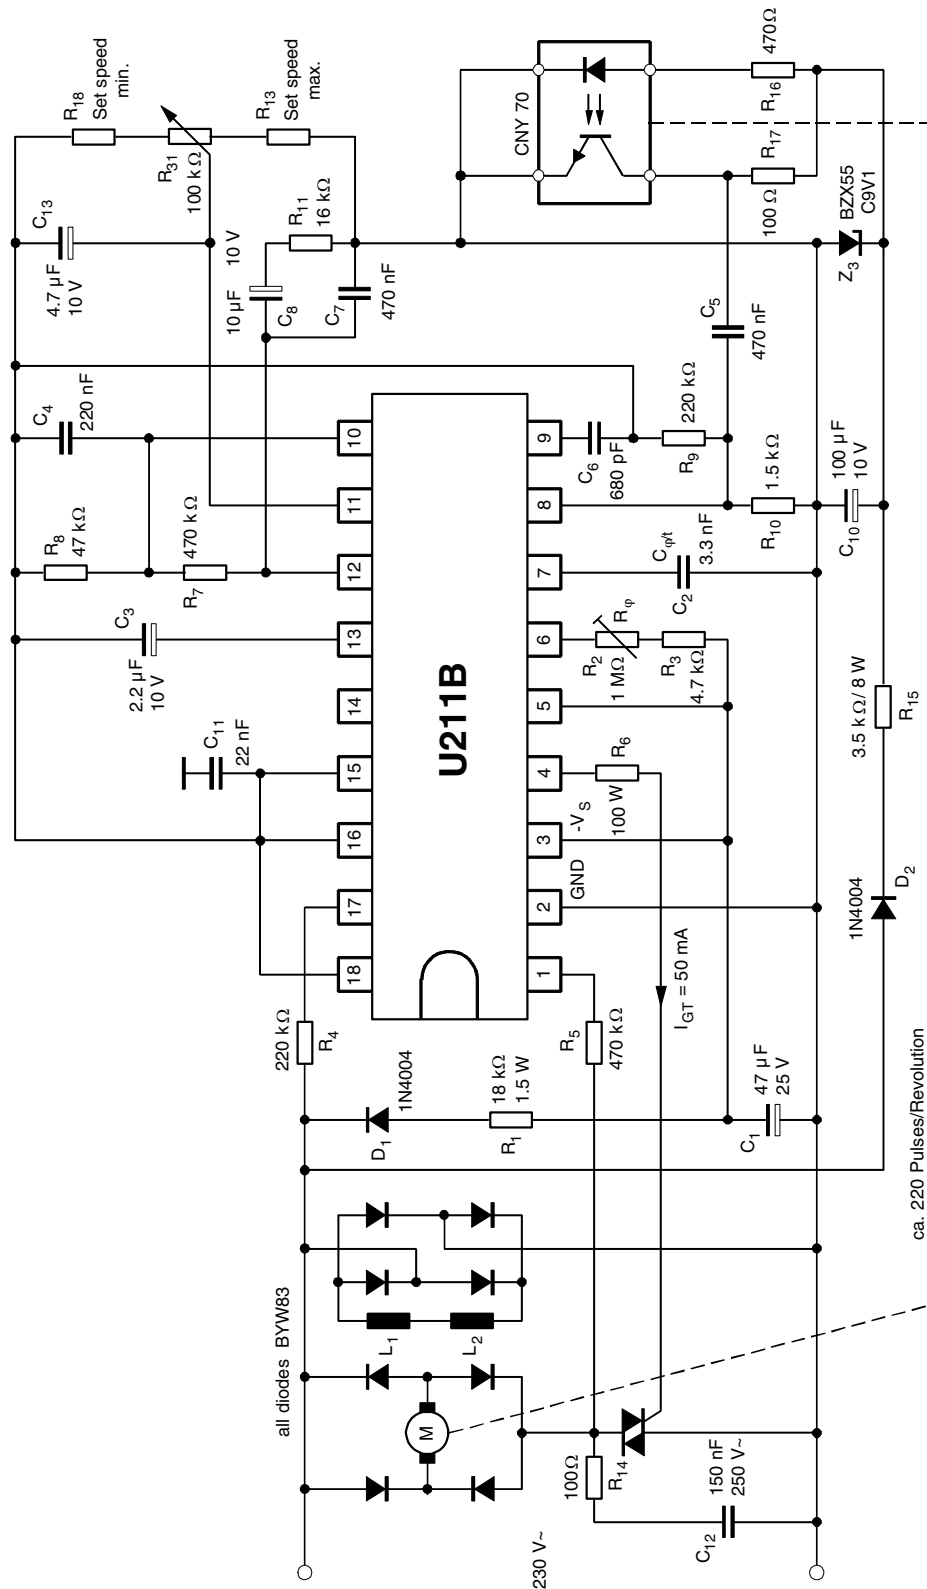 R18
Set speed
min.
R31
100 kΩ
R13
Set speed
max.
C13
4.7 µF
10 V
R11
16 kΩ
10 µF
10 V
C8
C7
470 nF
CNY 70
470Ω
R16
R17
100 Ω
BZX55
C9V1
Z3
C4
220 nF
R8
47 kΩ
470 kΩ
R7
C3
2.2 µF
10 V
C11
22 nF
C5
470 nF
C6
680 pF
220 kΩ
R9
1.5 kΩ
R10
100 µF
10 V
C10
Cφ/t
3.3 nF
C2
Rφ
R2
1 MΩ
R3
4.7 kΩ
R6
100 W
-VS
GND
18
17
16
15
14
13
12
11
10
U211B
1
2
3
4
5
6
7
8
9
3.5 kΩ/ 8 W
R15
1N4004
D2
220 kΩ
R4
R5
470 kΩ
IGT = 50 mA
1N4004
D1
18 kΩ
1.5 W
R1
47 µF
25 V
C1
all diodes BYW83
L1
L2
M
100Ω
R14
150 nF
250 V~
C12
230 V~
ca. 220 Pulses/Revolution